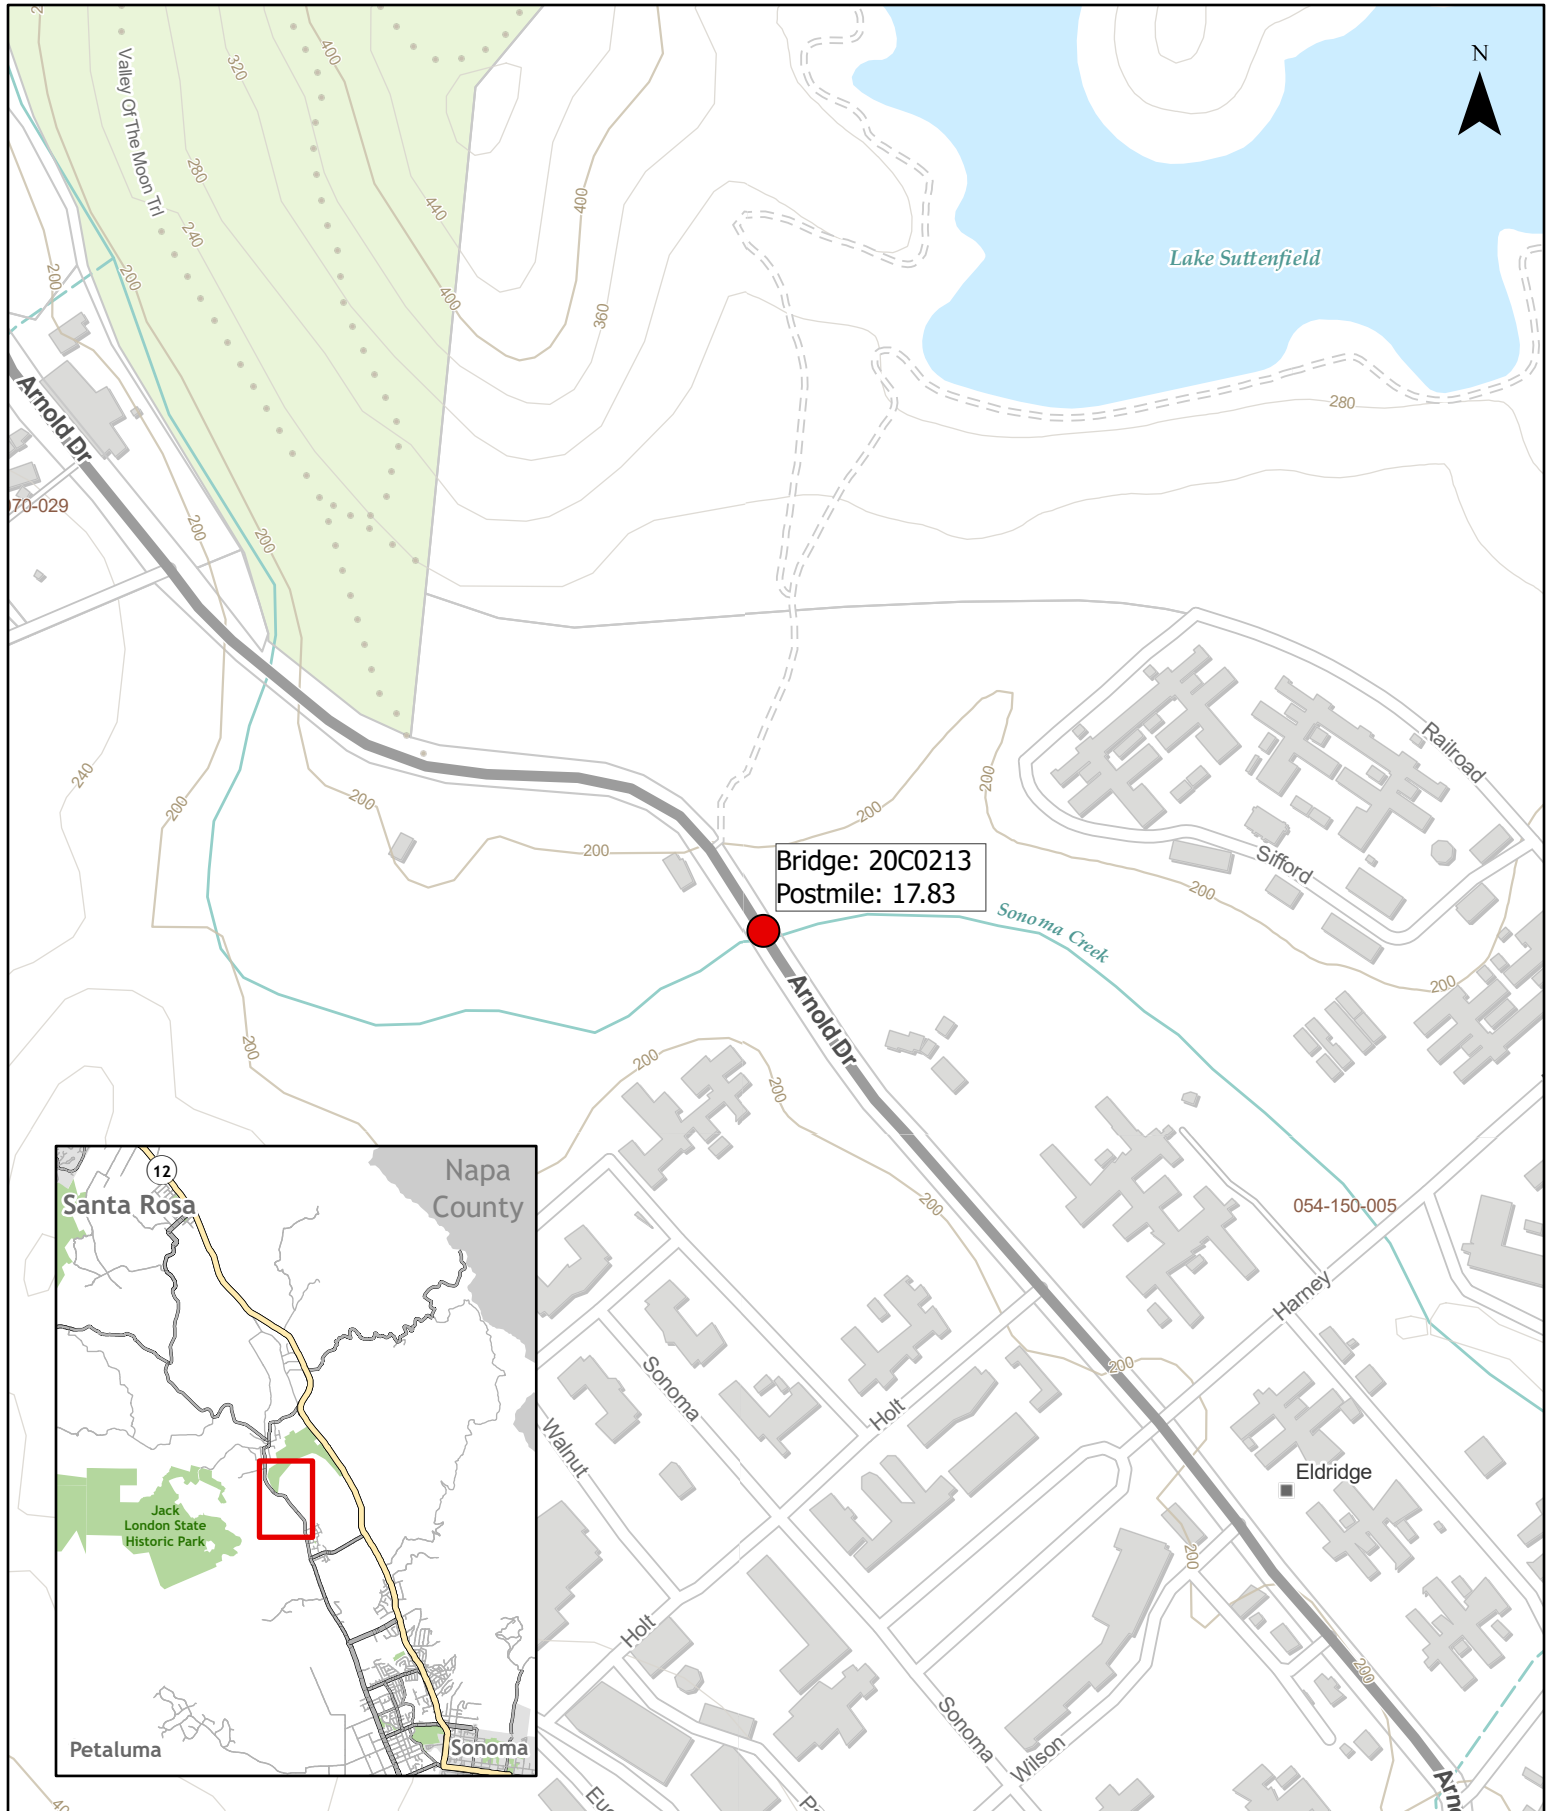 N
Valley Of The Moon Trl
320
400
280
440
240
400
200
200
400
360
Lake Suttenfield
280
Arnold Dr
070-029
200
200
240
200
200
200
200
200
200
Railroad
Sifford
200
200
Bridge: 20C0213
Postmile: 17.83
Sonoma Creek
Arnold Dr
200
200
200
200
054-150-005
Harney
200
Sonoma
Holt
Walnut
Eldridge
200
200
Holt
Sonoma
Wilson
12
Santa Rosa
Napa
County
Jack
London State
Historic Park
Petaluma
Sonoma